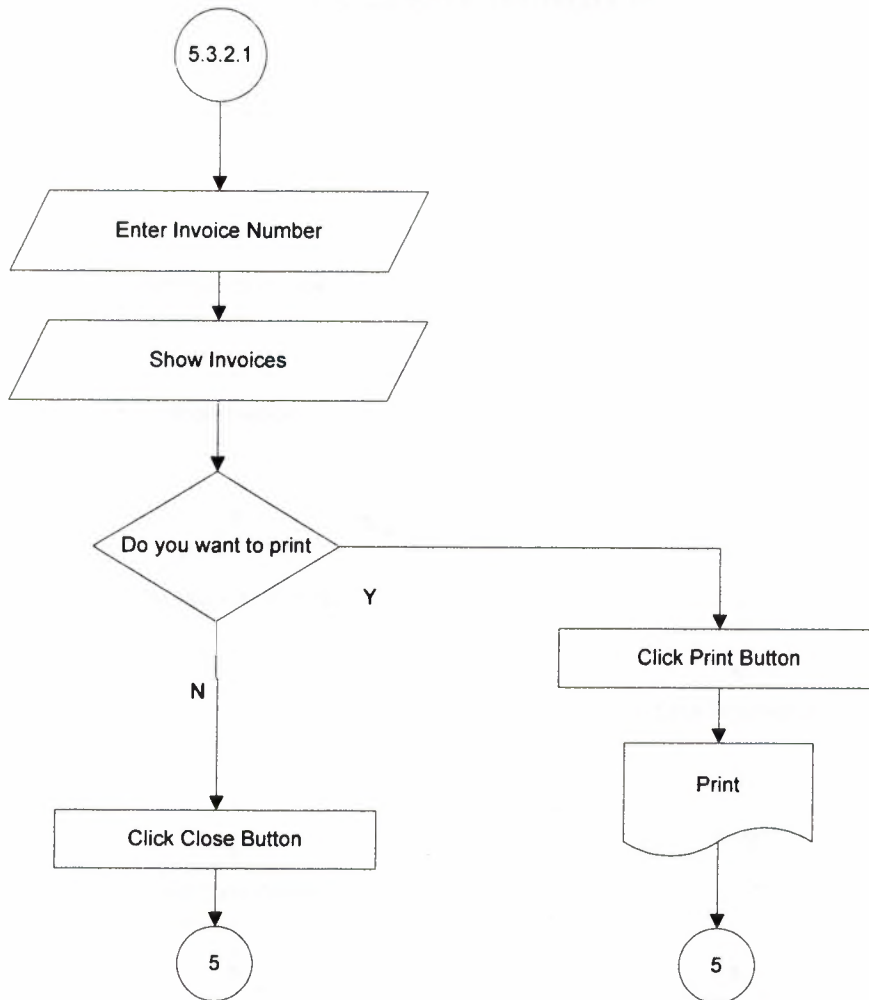 5.3.2.1
Enter Invoice Number
Show Invoices
Do you want to print
Y
N
Click Print Button
Print
Click Close Button
5
5